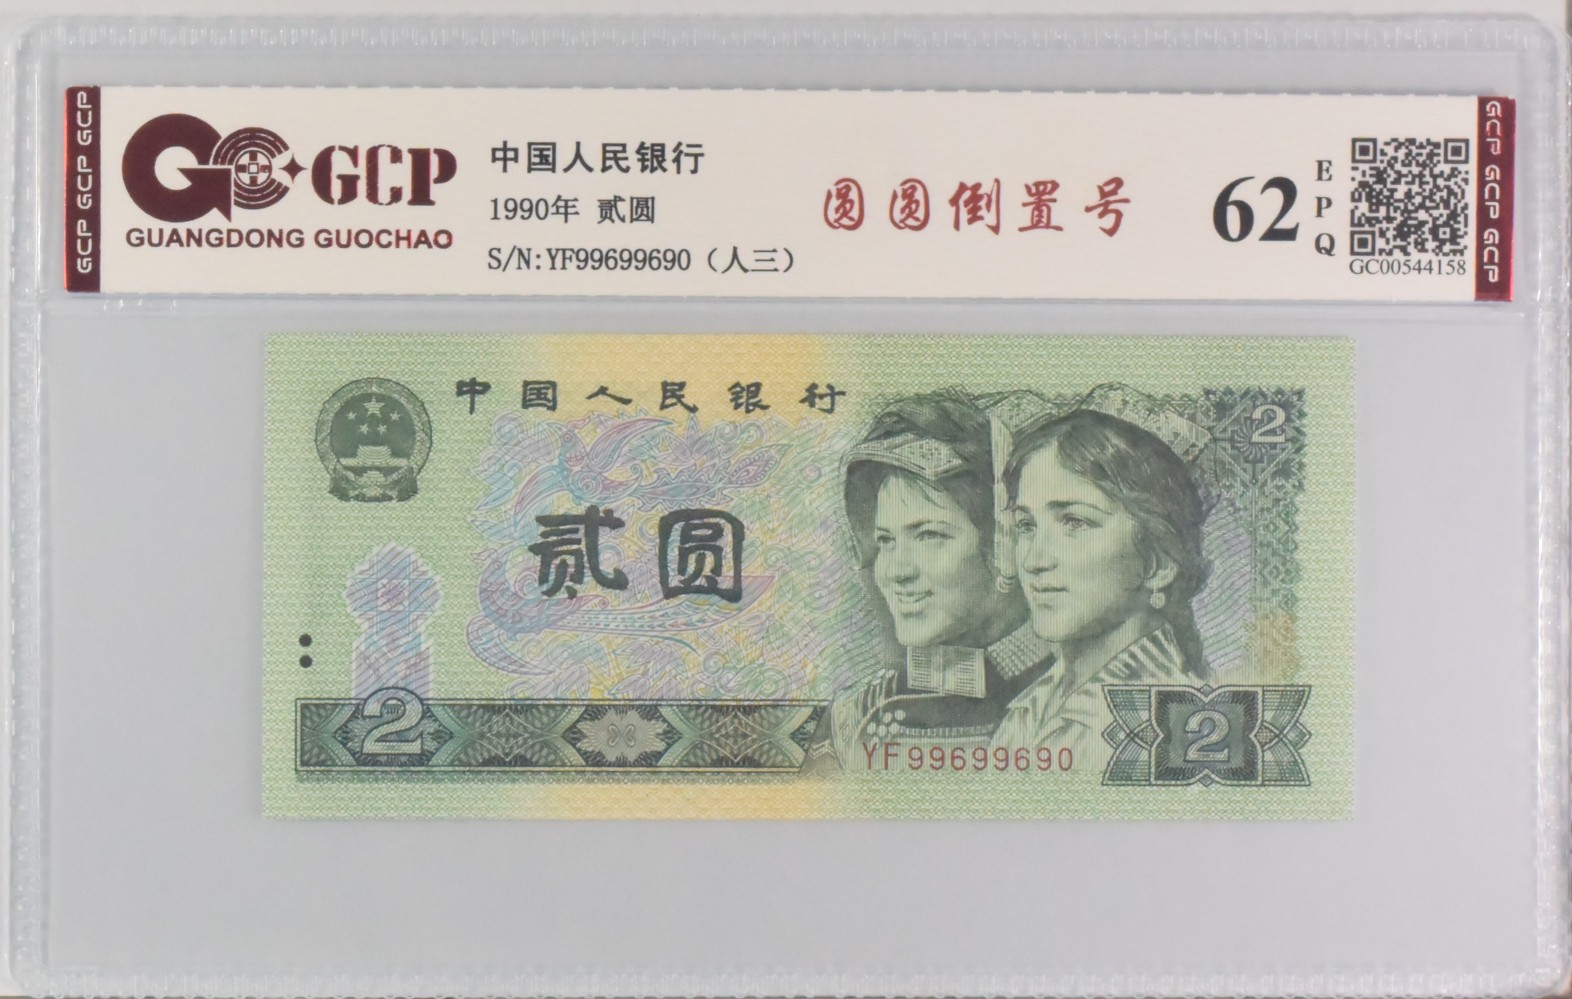 GCP GCP GCP
GCP
GUANGDONG GUOCHAO
中国人民银行
1990年 贰圆
S/N:YF99699690（人三）
圆圆倒置号
62
EPQ
GC00544158
GCP GCP GCP
中国人民银行
2
贰圆
2
YF99699690
2